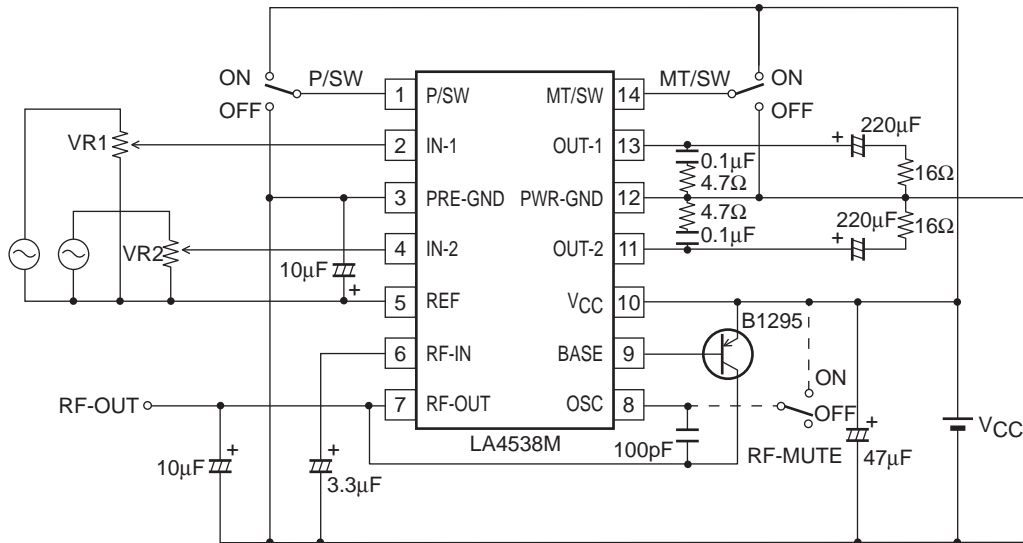 ON
P/SW
OFF
VR1
VR2
10µF
+
RF-OUT
10µF
+
3.3µF
+
1 P/SW
2 IN-1
3 PRE-GND
4 IN-2
5 REF
6 RF-IN
7 RF-OUT
MT/SW 14
OUT-1 13
PWR-GND 12
OUT-2 11
VCC 10
BASE 9
OSC 8
LA4538M
MT/SW
ON
OFF
220µF
+
0.1µF
4.7Ω
16Ω
4.7Ω
0.1µF
220µF
+
16Ω
B1295
ON
OFF
RF-MUTE
100pF
+
47µF
VCC